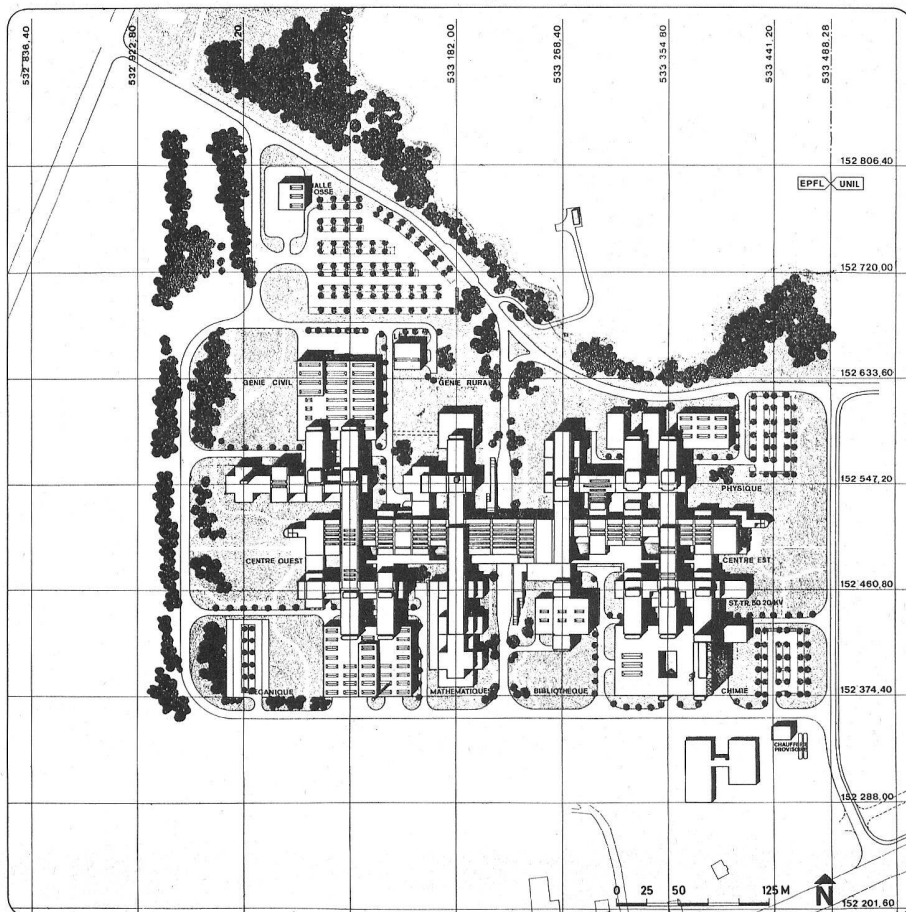 532 836,40
532 922,80
20
533 182,00
533 268,40
533 354,80
533 441,20
533 488,28
152 806,40
EPFL UNIL
152 720,00
152 633,60
GENIE CIVIL
GENIE RURAL
152 547,20
PHYSIQUE
CENTRE OUEST
CENTRE EST
152 460,80
MATHEMATIQUES
BIBLIOTHEQUE
CHIMIE
152 374,40
PROVISOIRE
152 288,00
0 25 50 125 M
N
152 201,60